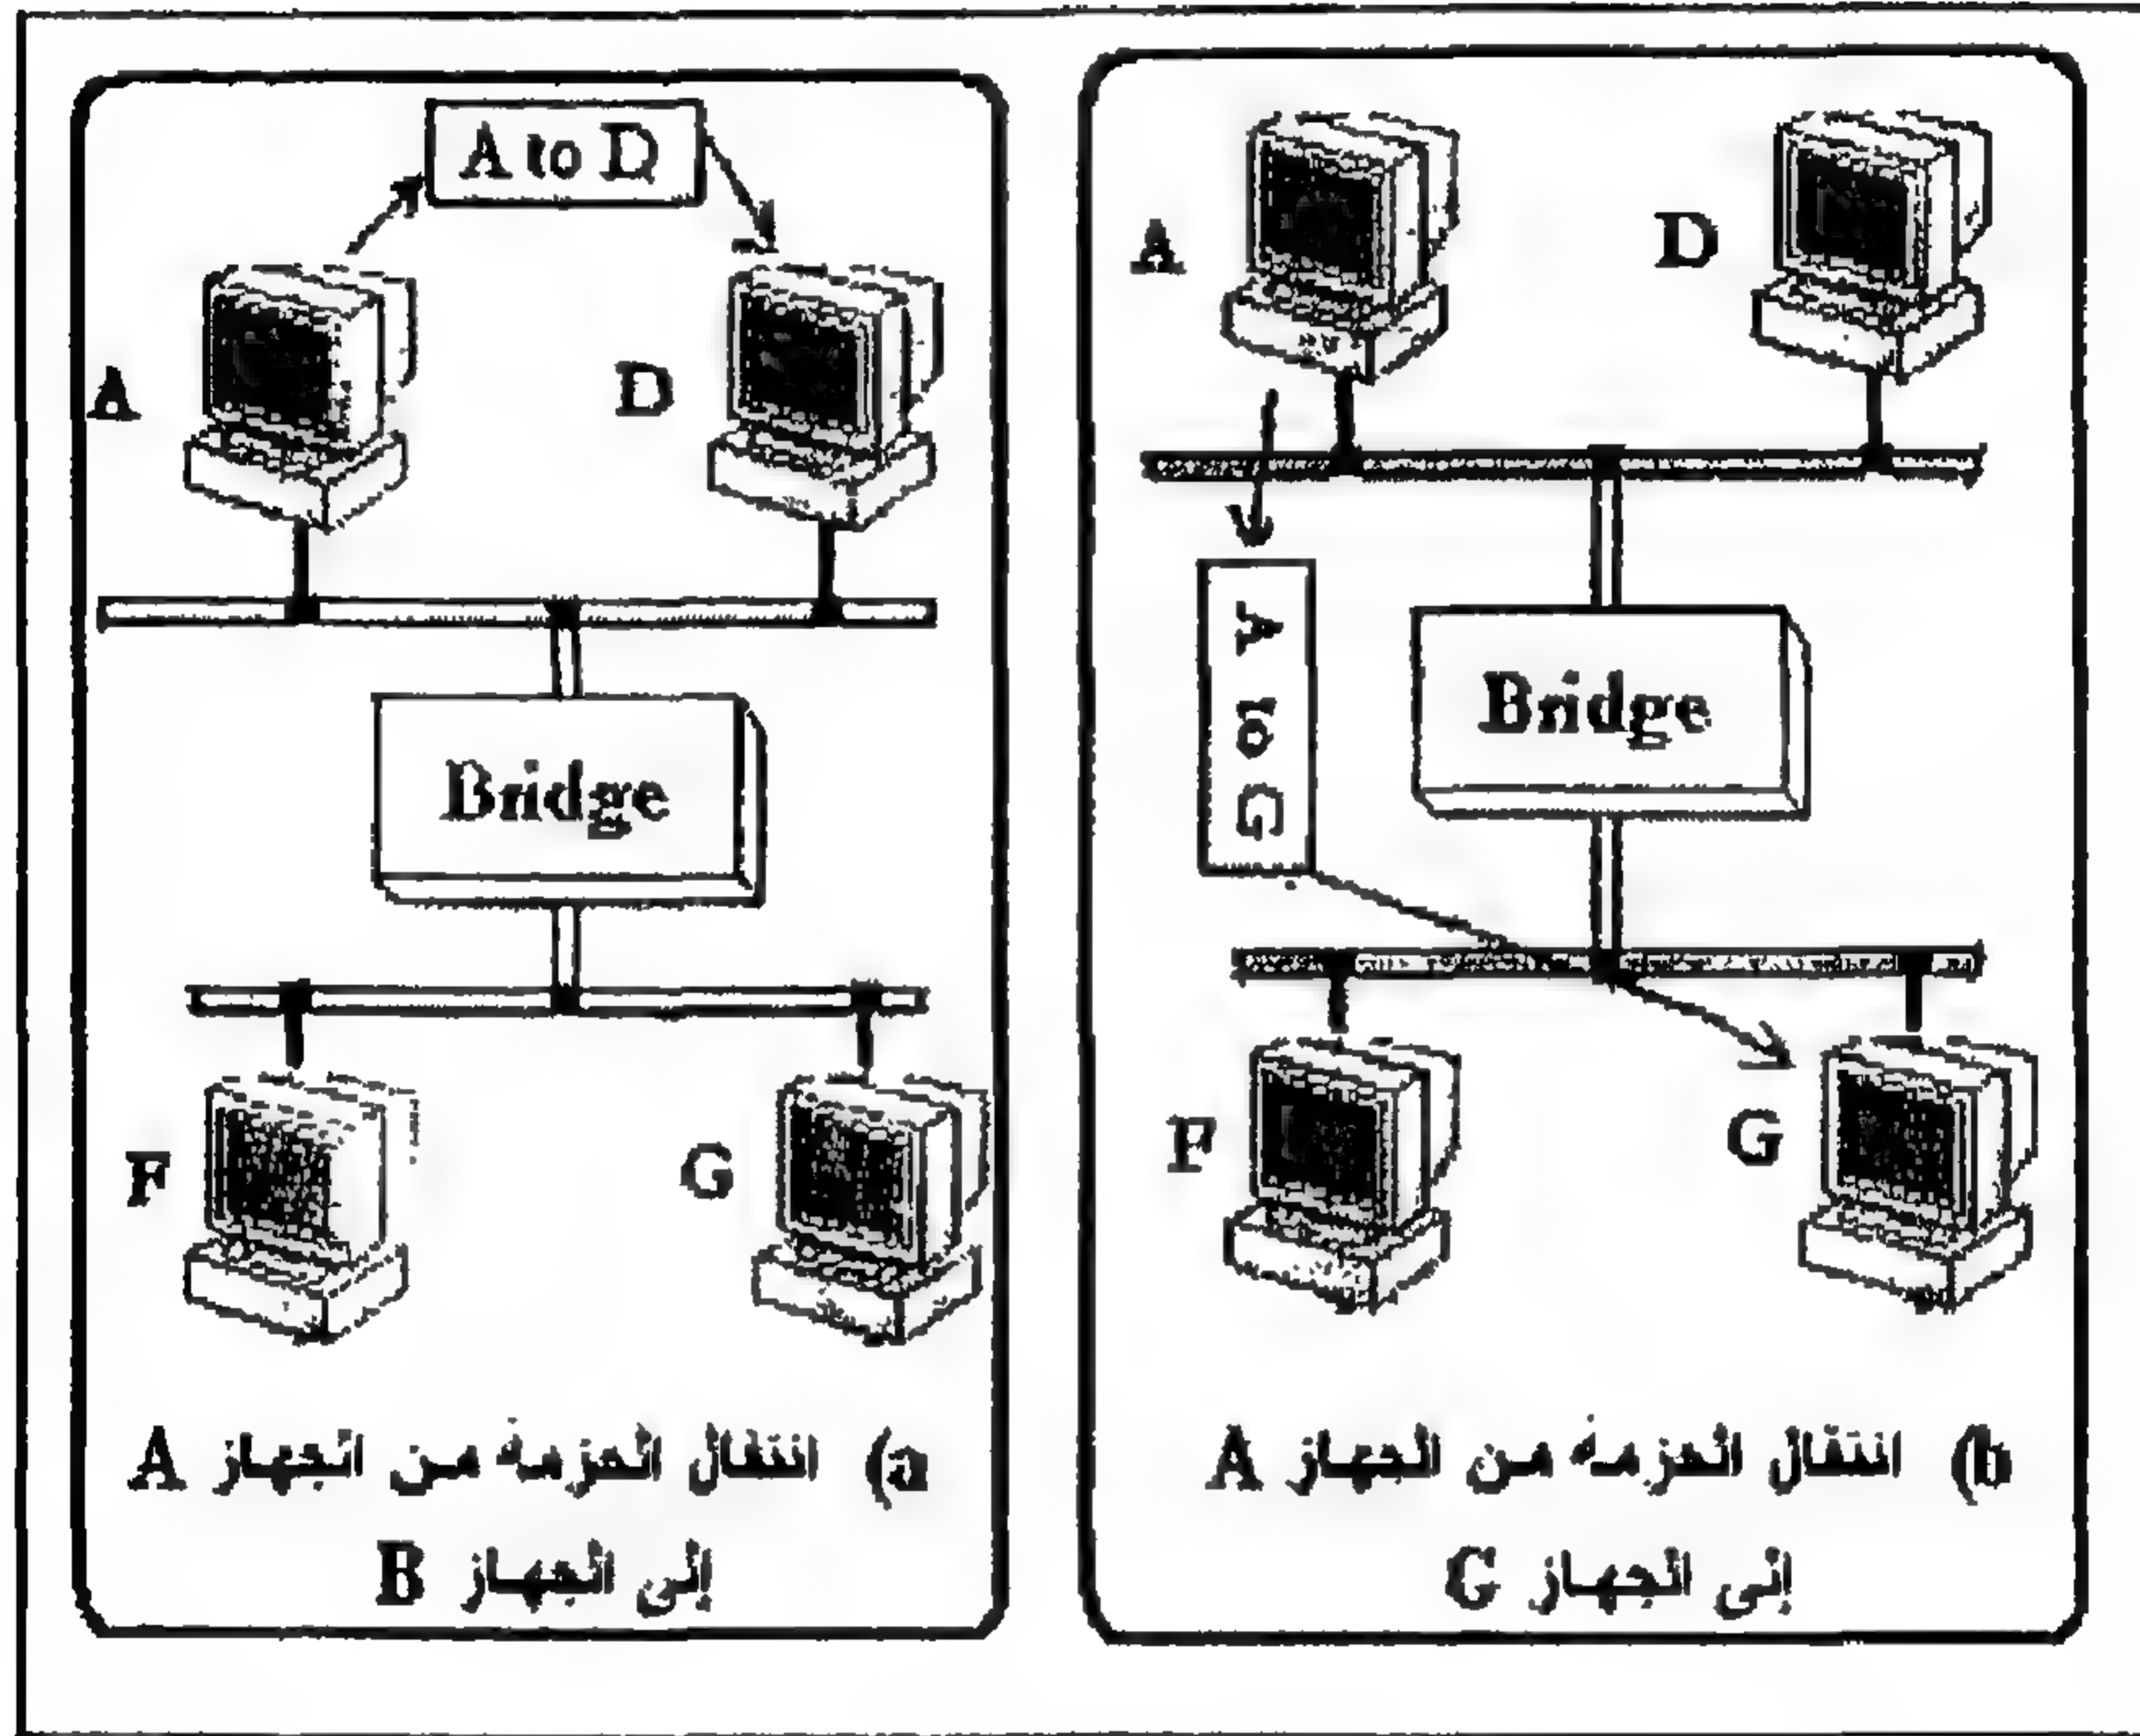 A to D
A
D
Bridge
F
G
a) انتقال الحزمة من الجهاز A
إلى الجهاز B
A
D
A to G
Bridge
F
G
b) انتقال الحزمة من الجهاز A
إلى الجهاز G